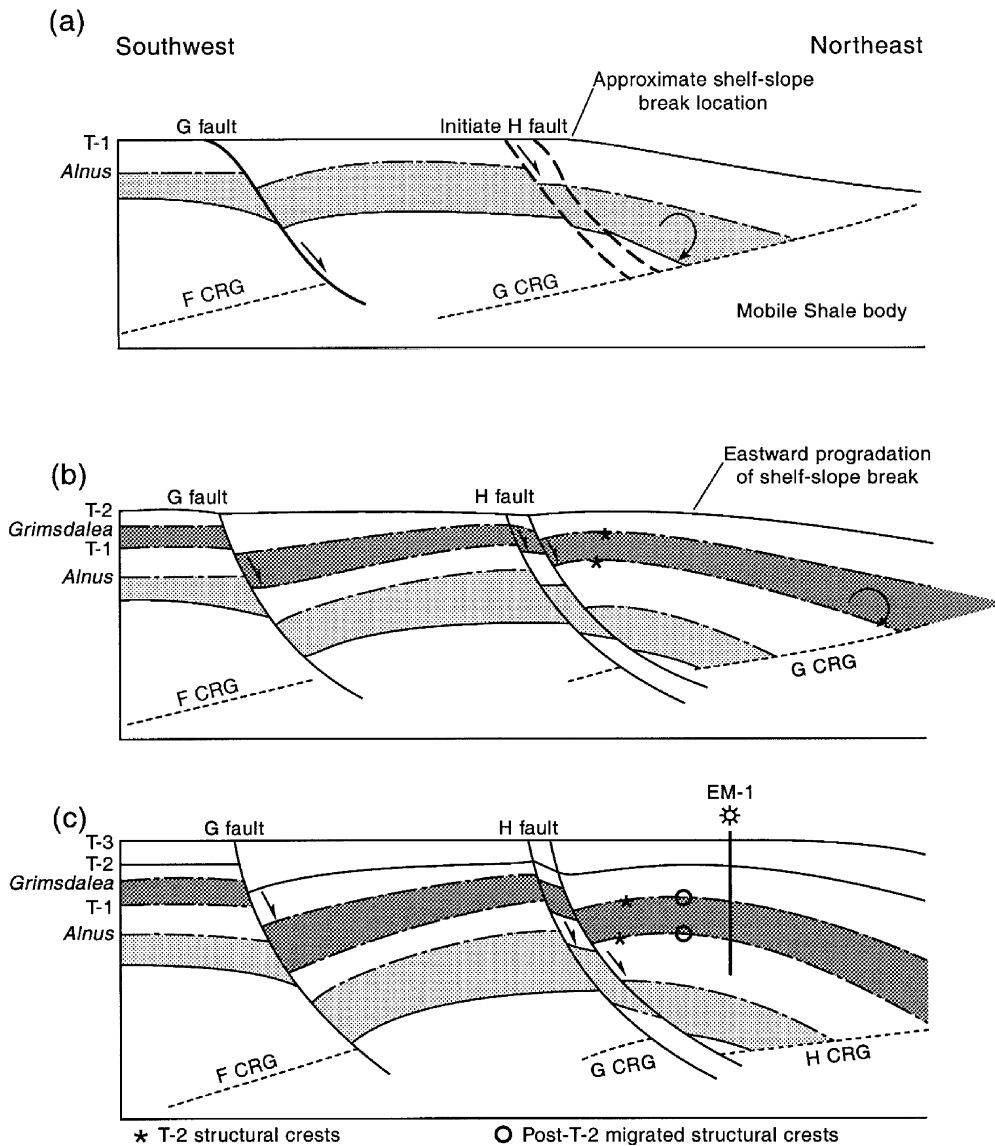 (a)
Southwest
Northeast
Approximate shelf-slope
break location
G fault
Initiate H fault
T-1
Alnus
F CRG
G CRG
Mobile Shale body
(b)
Eastward progradation
of shelf-slope break
G fault
H fault
T-2
Grimsdalea
T-1
Alnus
F CRG
G CRG
EM-1
(c)
G fault
H fault
T-3
T-2
Grimsdalea
T-1
Alnus
F CRG
G CRG
H CRG
* T-2 structural crests
O Post-T-2 migrated structural crests